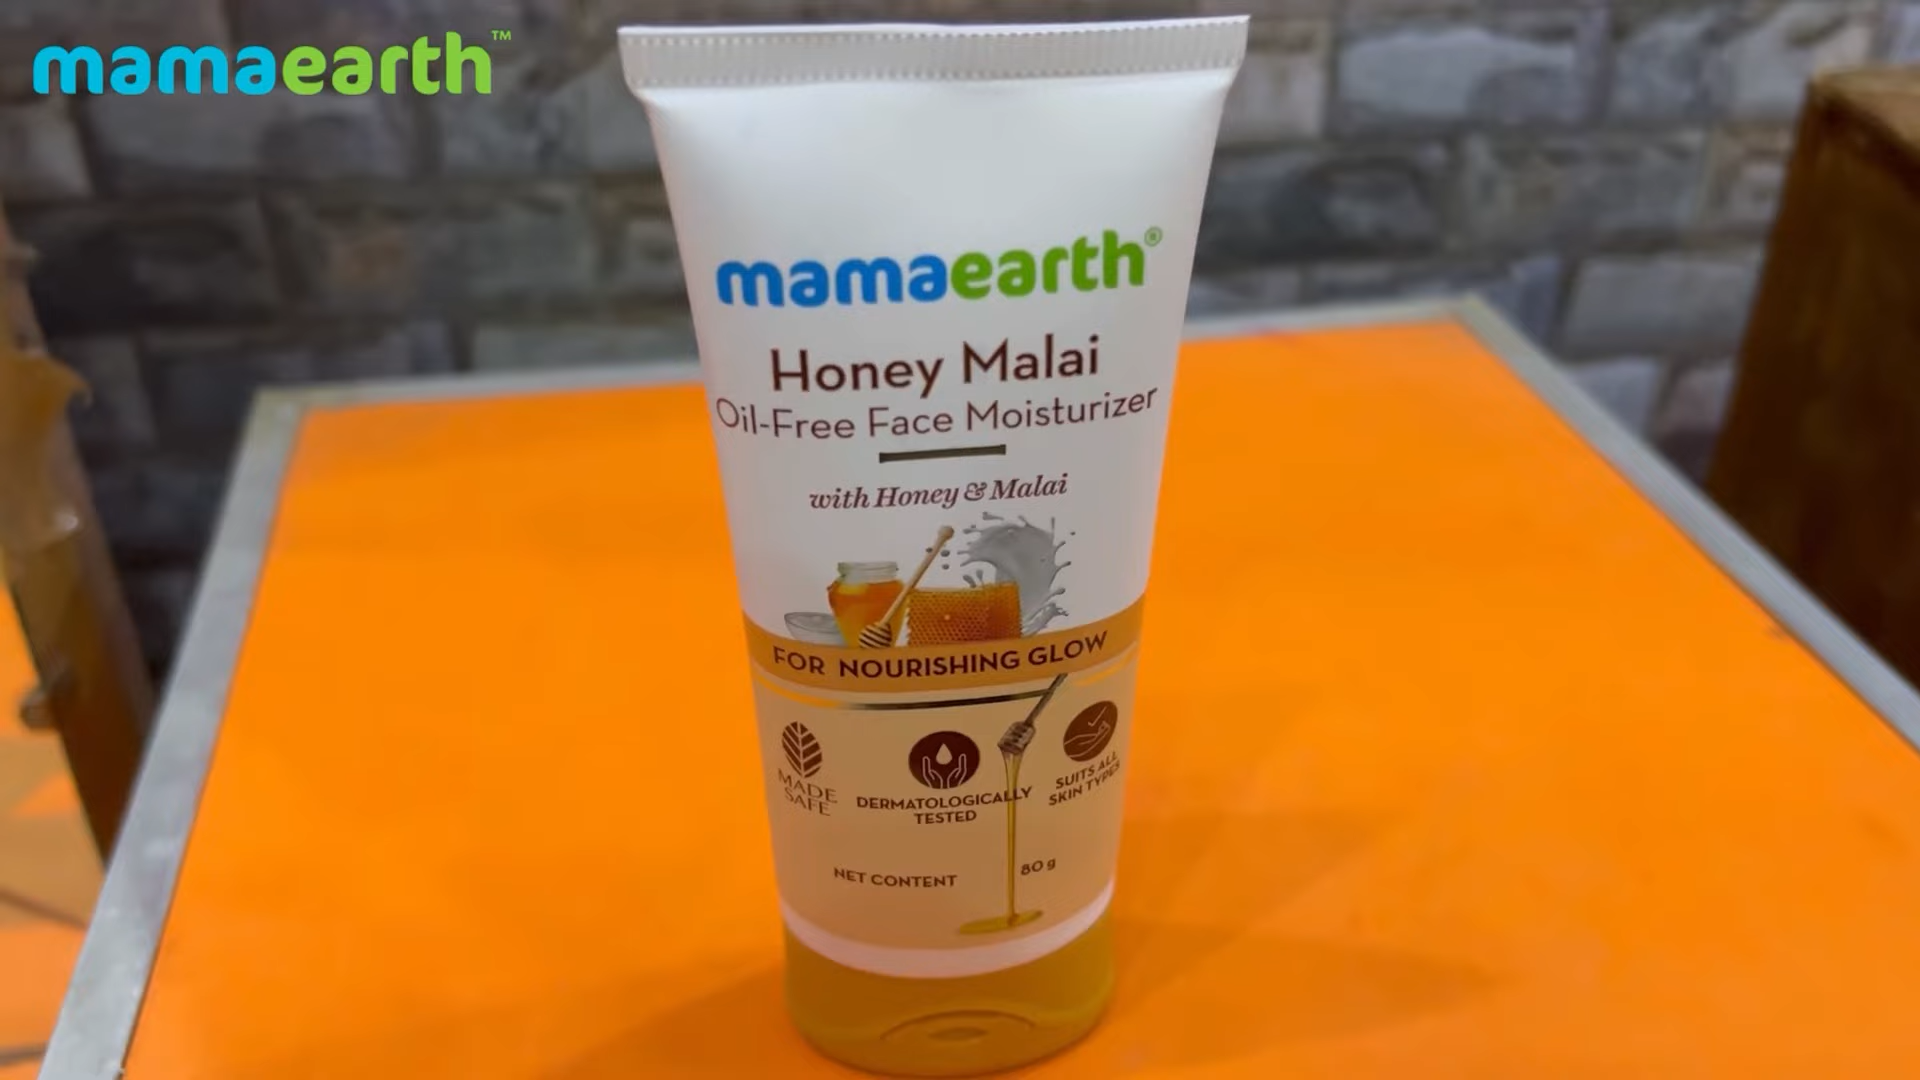 mamaearth™
mamaearth®
Honey Malai
Oil-Free Face Moisturizer
with Honey & Malai
FOR NOURISHING GLOW
MADE
SAFE
DERMATOLOGICALLY
TESTED
SUITS ALL
SKIN TYPES
NET CONTENT 80 g